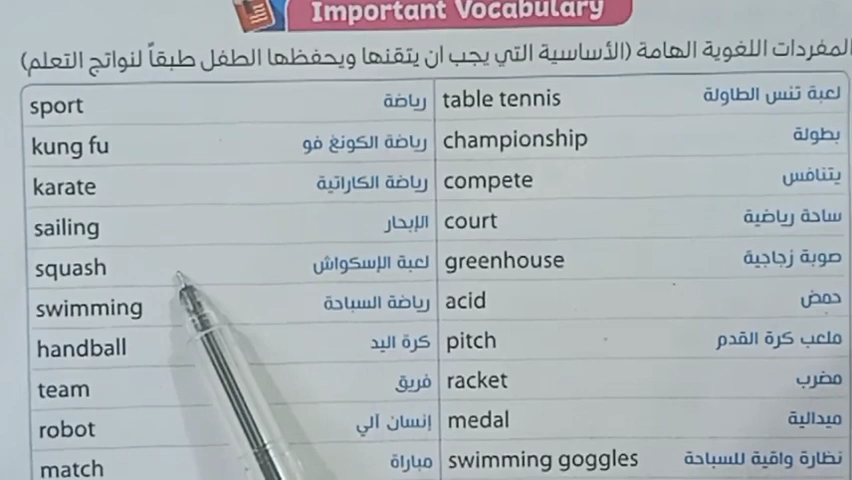 Important Vocabulary
المفردات اللغوية الهامة (الأساسية التي يجب ان يتقنها ويحفظها الطفل طبقاً لنواتج التعلم)
sport رياضة table tennis لعبة تنس الطاولة
kung fu رياضة الكونغ فو championship بطولة
karate رياضة الكاراتية compete يتنافس
sailing الإبحار court ساحة رياضية
squash لعبة الإسكواش greenhouse صوبة زجاجية
swimming رياضة السباحة acid حمض
handball كرة اليد pitch ملعب كرة القدم
team فريق racket مضرب
robot إنسان آلي medal ميدالية
match مباراة swimming goggles نظارة واقية للسباحة